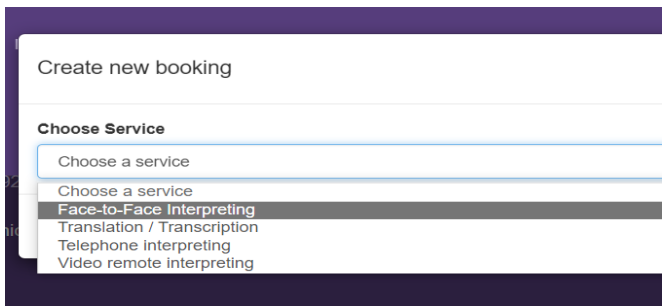 Create new booking
Choose Service
Choose a service
Choose a service
Face-to-Face Interpreting
Translation / Transcription
Telephone interpreting
Video remote interpreting